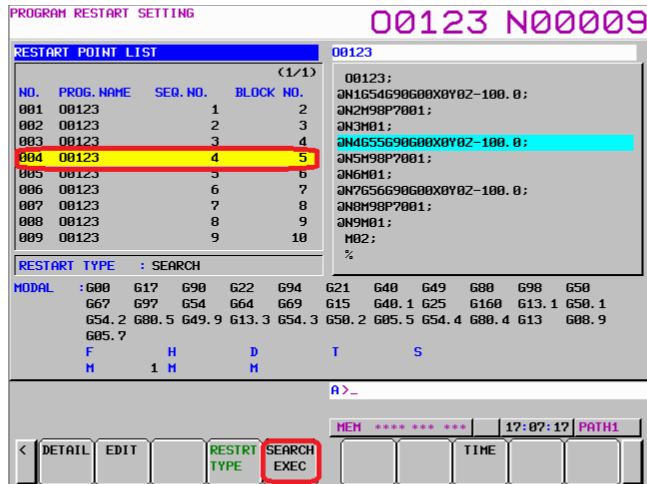 PROGRAM RESTART SETTING
O0123 N00009
RESTART POINT LIST
(1/1)
NO. PROG.NAME SEQ.NO. BLOCK NO.
001 O0123 1 2
002 O0123 2 3
003 O0123 3 4
004 O0123 4 5
005 O0123 5 6
006 O0123 6 7
007 O0123 7 8
008 O0123 8 9
009 O0123 9 10
RESTART TYPE : SEARCH
O0123
O0123;
@N1G54G90G00X0Y0Z-100.0;
@N2M98P7001;
@N3M01;
@N4G55G90G00X0Y0Z-100.0;
@N5M98P7001;
@N6M01;
@N7G56G90G00X0Y0Z-100.0;
@N8M98P7001;
@N9M01;
M02;
%
MODAL :G00 G17 G90 G22 G94 G21 G40 G49 G80 G98 G50
G67 G97 G54 G64 G69 G15 G40.1 G25 G160 G13.1 G50.1
G54.2 G80.5 G49.9 G13.3 G54.3 G50.2 G05.5 G54.4 G80.4 G13 G08.9
G05.7
F H D T S
M 1 M M
A>_
MEM **** *** *** 17:07:17 PATH1
< DETAIL EDIT RESTRT TYPE SEARCH EXEC TIME